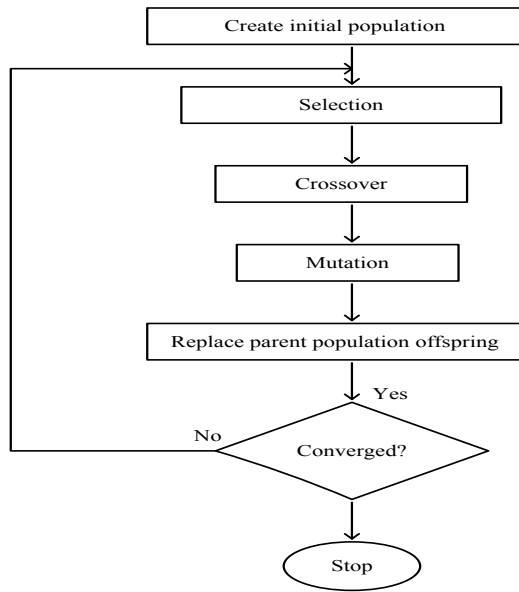 Create initial population
Selection
Crossover
Mutation
Replace parent population offspring
Yes
No
Converged?
Stop